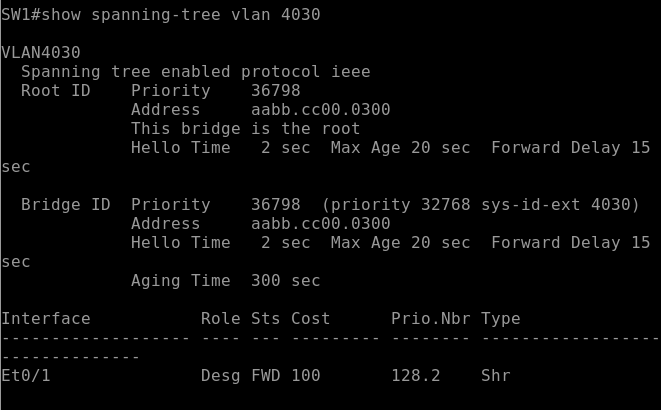 SW1#show spanning-tree vlan 4030

VLAN4030
  Spanning tree enabled protocol ieee
  Root ID    Priority    36798
             Address     aabb.cc00.0300
             This bridge is the root
             Hello Time   2 sec  Max Age 20 sec  Forward Delay 15
sec

  Bridge ID  Priority    36798  (priority 32768 sys-id-ext 4030)
             Address     aabb.cc00.0300
             Hello Time   2 sec  Max Age 20 sec  Forward Delay 15
sec
             Aging Time  300 sec

Interface           Role Sts Cost      Prio.Nbr Type
------------------- ---- --- --------- -------- ------------------
--------------
Et0/1               Desg FWD 100       128.2    Shr